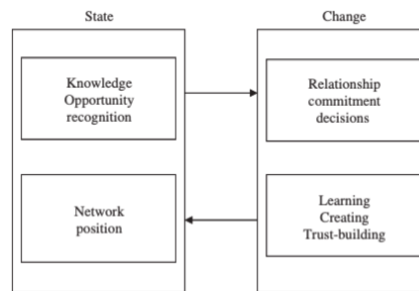 State
Change
Knowledge
Opportunity
recognition
Relationship
commitment
decisions
Network
position
Learning
Creating
Trust-building